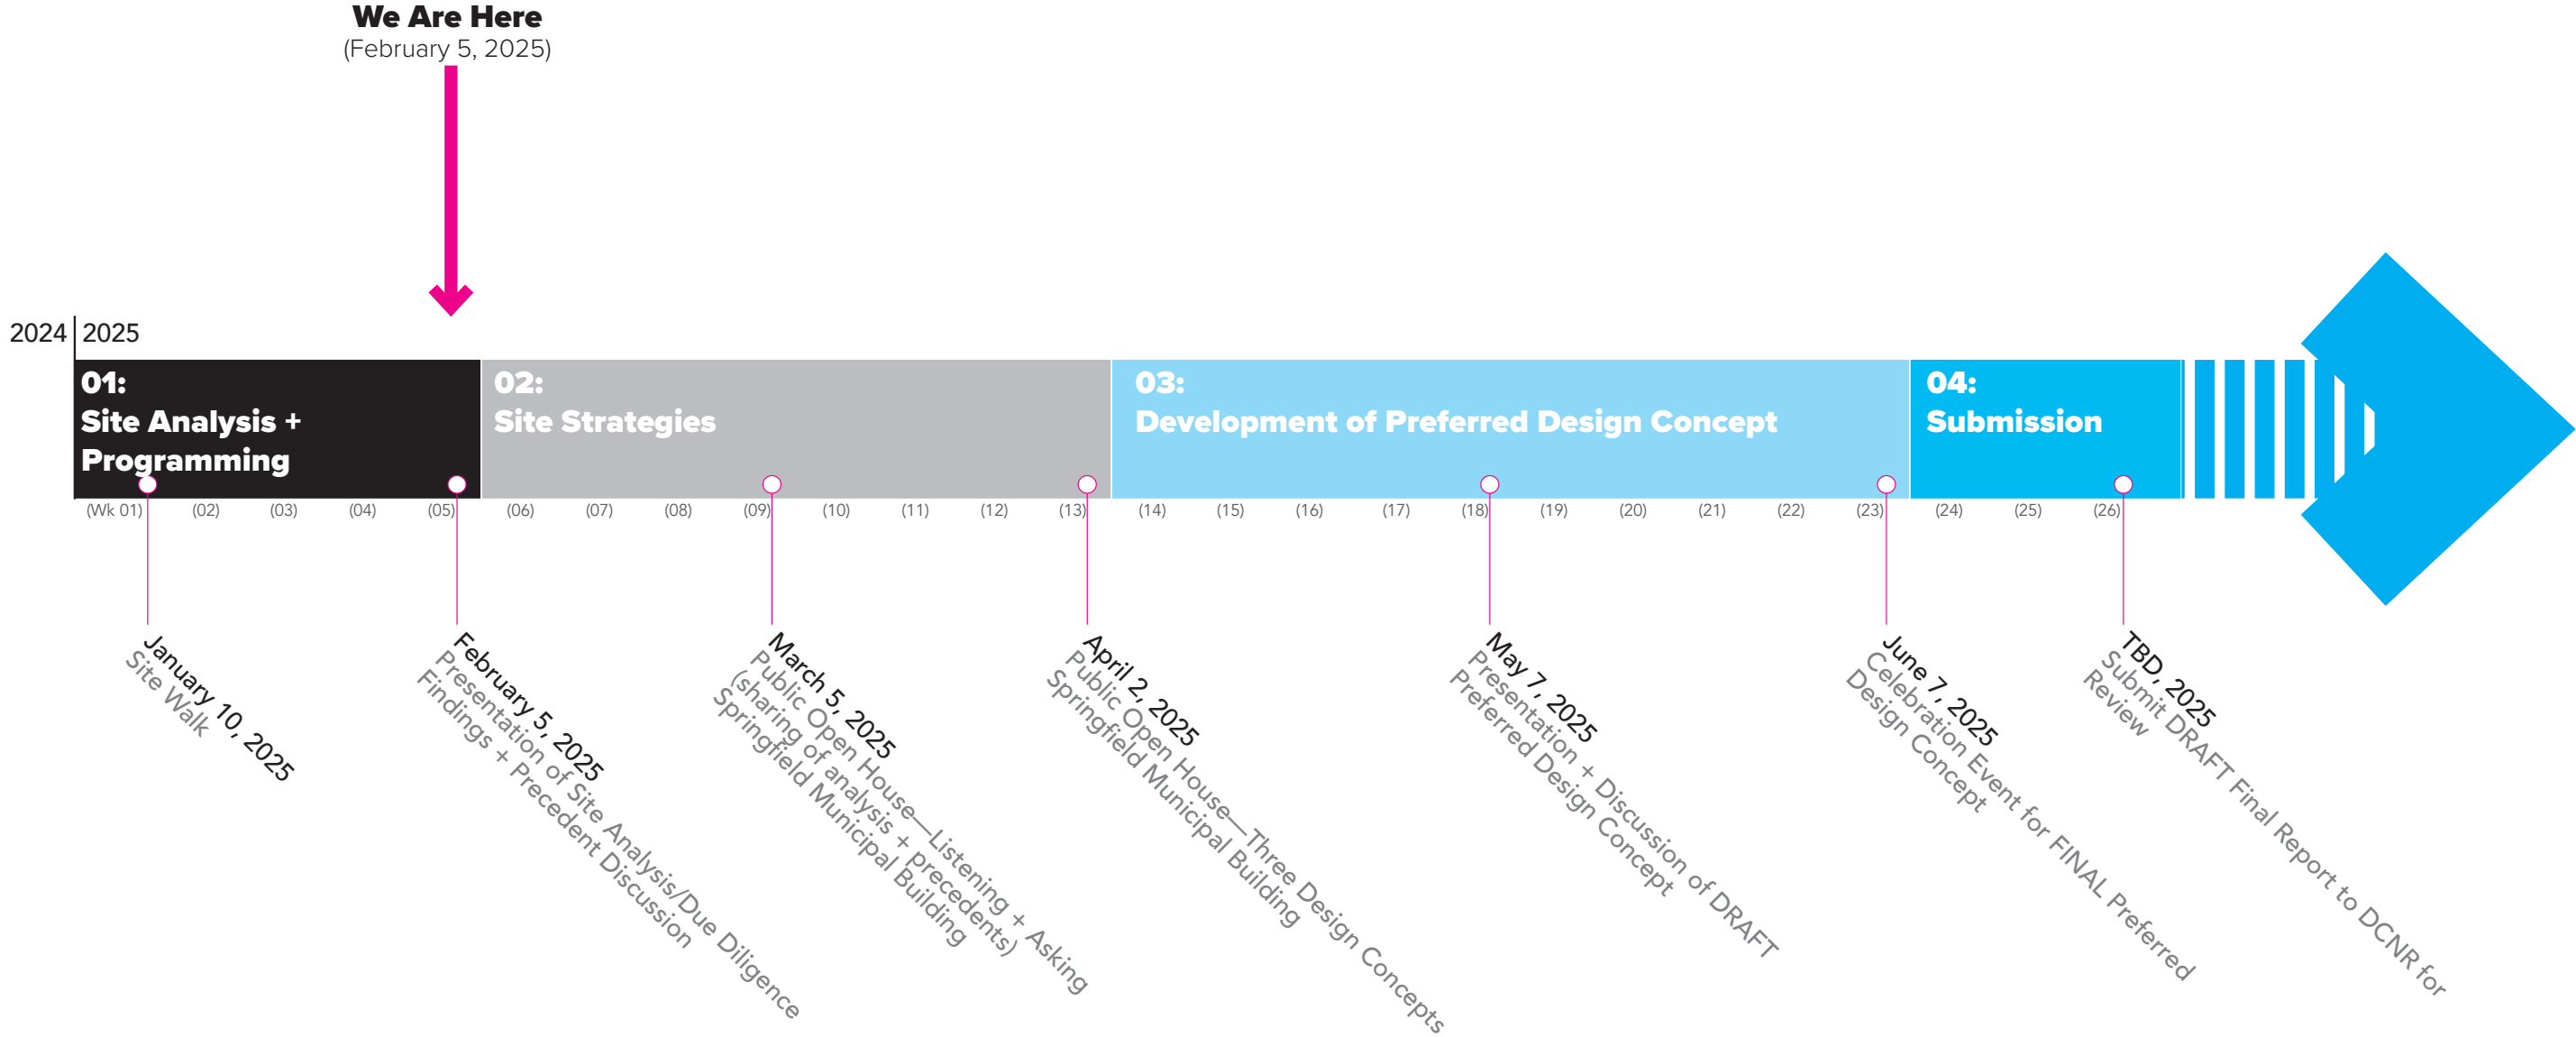 We Are Here
(February 5, 2025)
2024
2025
01:
Site Analysis +
Programming
02:
Site Strategies
03:
Development of Preferred Design Concept
04:
Submission
(Wk 01)
(02)
(03)
(04)
(05)
(06)
(07)
(08)
(09)
(10)
(11)
(12)
(13)
(14)
(15)
(16)
(17)
(18)
(19)
(20)
(21)
(22)
(23)
(24)
(25)
(26)
January 10, 2025
Site Walk
February 5, 2025
Presentation of Site Analysis/Due Diligence
Findings + Precedent Discussion
March 5, 2025
Public Open House—Listening + Asking
(sharing of analysis + precedents)
Springfield Municipal Building
April 2, 2025
Public Open House—Three Design Concepts
Springfield Municipal Building
May 7, 2025
Presentation + Discussion of DRAFT
Preferred Design Concept
June 7, 2025
Celebration Event for FINAL Preferred
Design Concept
TBD, 2025
Submit DRAFT Final Report to DCNR for
Review